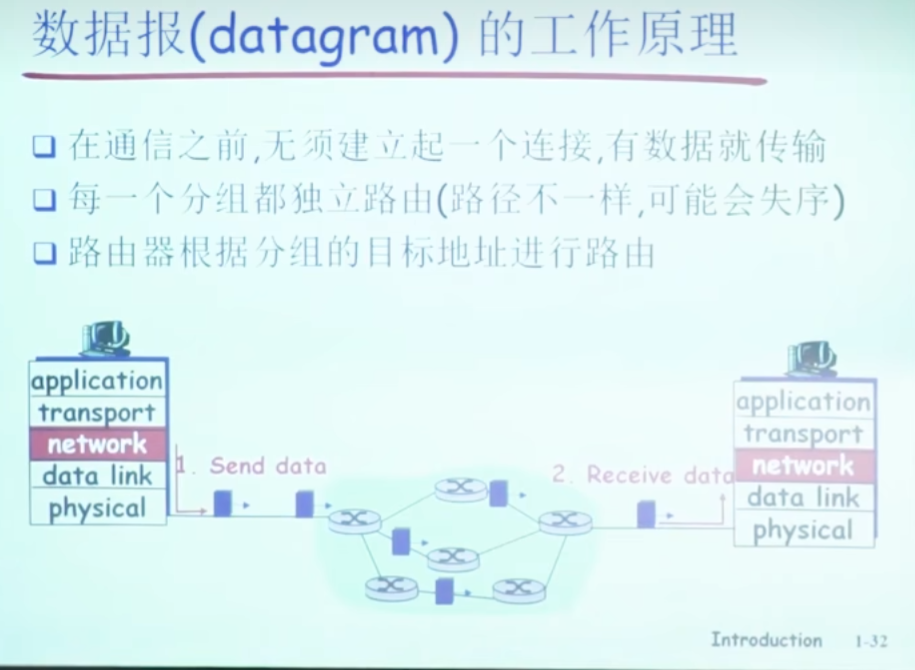 数据报(datagram) 的工作原理
在通信之前,无须建立起一个连接,有数据就传输
每一个分组都独立路由(路径不一样,可能会失序)
路由器根据分组的目标地址进行路由
application
transport
network
data link
physical
1. Send data
2. Receive data
application
transport
network
data link
physical
Introduction 1-32